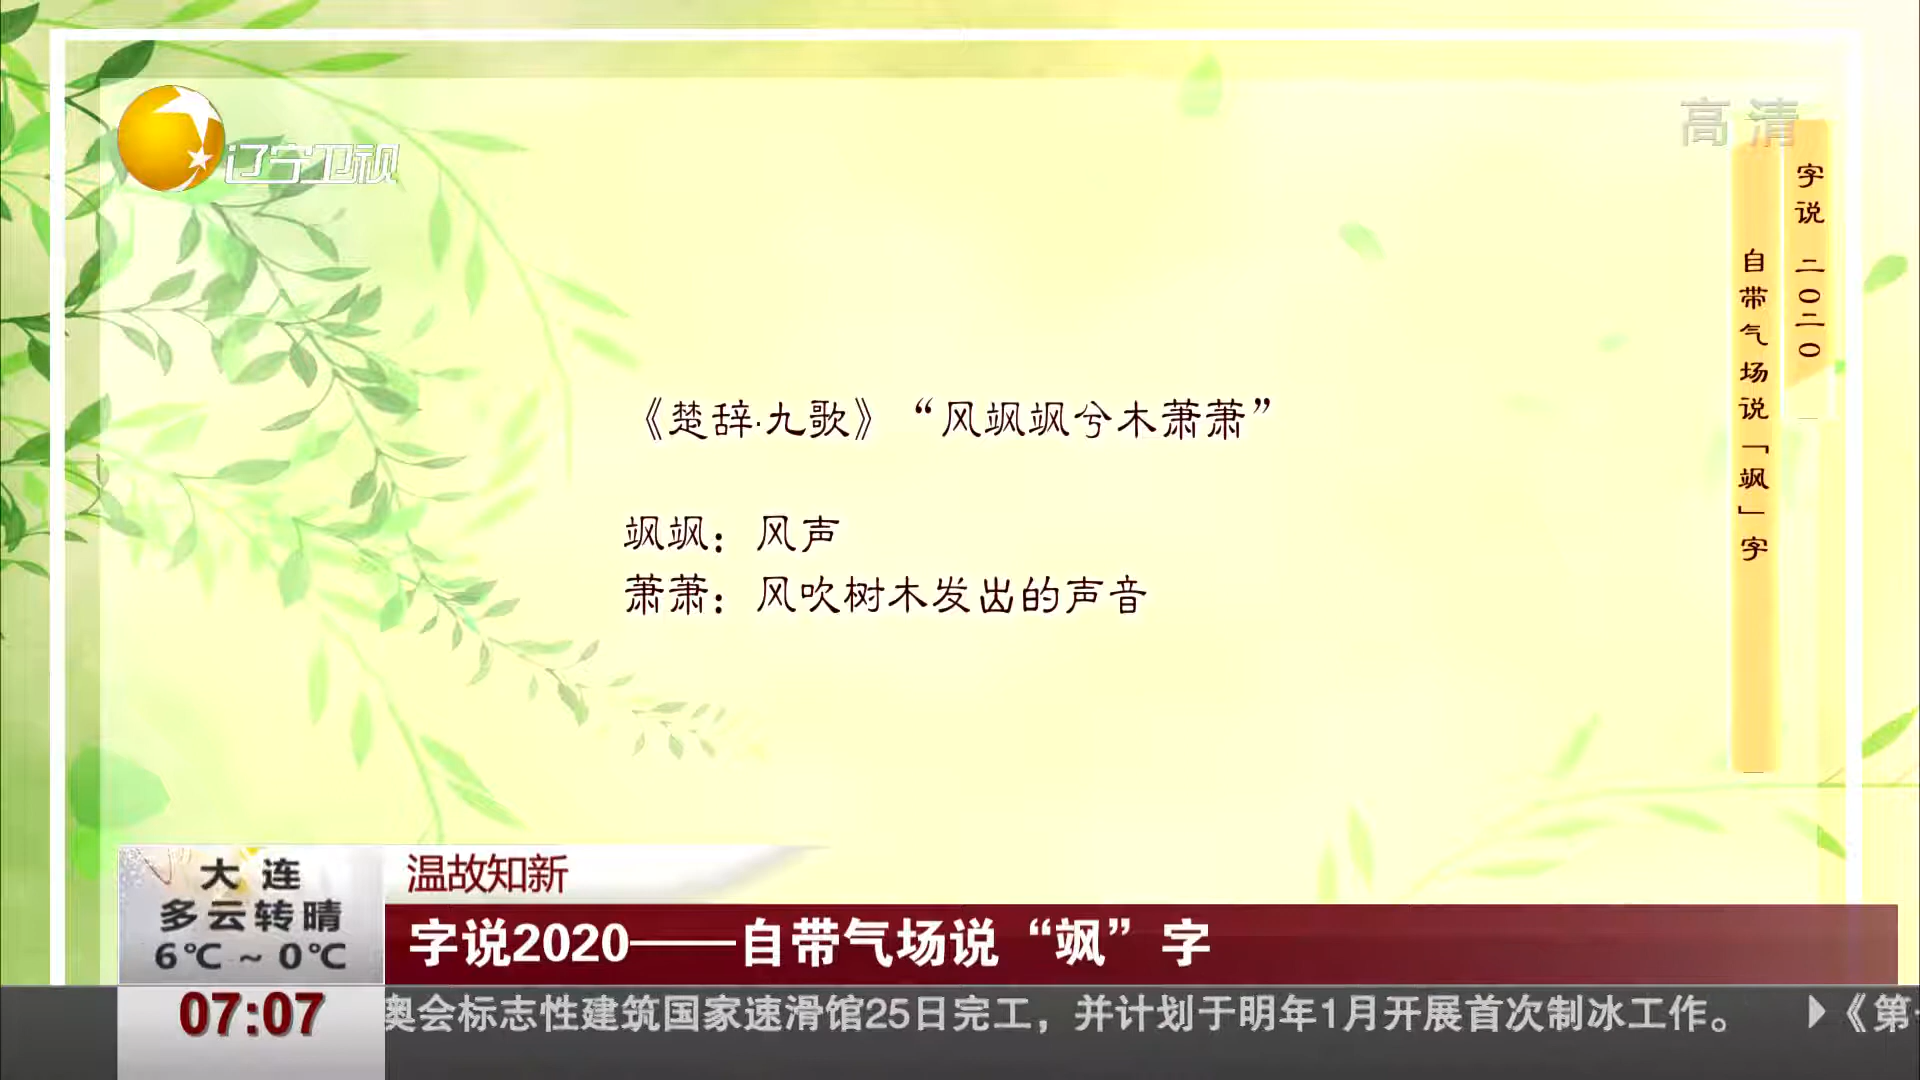 辽宁卫视
高清
字说 二〇二〇
自带气场说「飒」字
《楚辞·九歌》“风飒飒兮木萧萧”
飒飒：风声
萧萧：风吹树木发出的声音
大连
多云转晴
6℃～0℃
07:07
温故知新
字说2020——自带气场说“飒”字
奥会标志性建筑国家速滑馆25日完工，并计划于明年1月开展首次制冰工作。 ▶《第